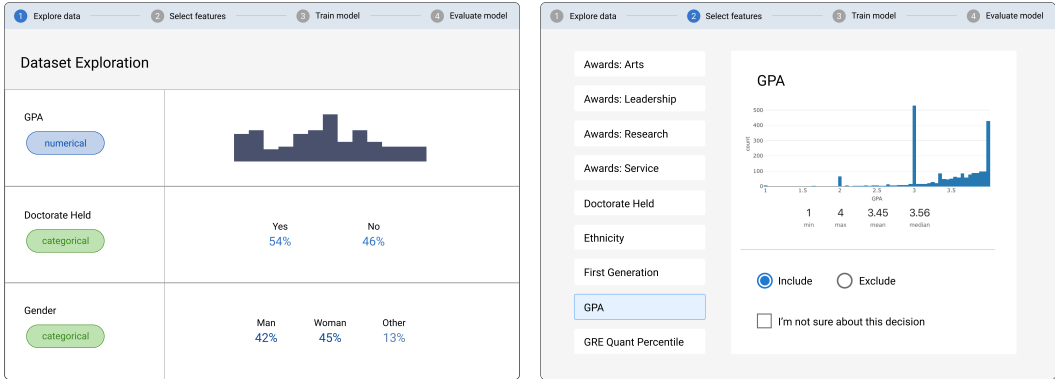 1 Explore data 2 Select features 3 Train model 4 Evaluate model
Dataset Exploration
GPA
numerical
Doctorate Held
categorical
Yes No
54% 46%
Gender
categorical
Man Woman Other
42% 45% 13%
1 Explore data 2 Select features 3 Train model 4 Evaluate model
Awards: Arts
Awards: Leadership
Awards: Research
Awards: Service
Doctorate Held
Ethnicity
First Generation
GPA
GRE Quant Percentile
GPA
500
400
300
200
100
0
count
1 1.5 2 2.5 3 3.5
GPA
1 4 3.45 3.56
min max mean median
Include Exclude
I'm not sure about this decision